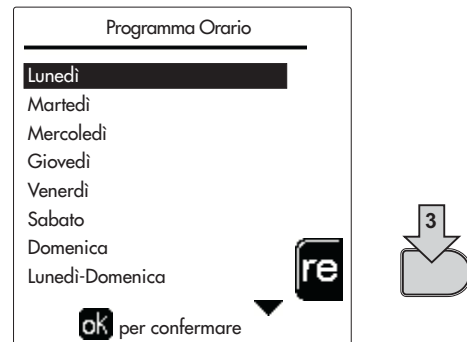 Programma Orario
Lunedì
Martedì
Mercoledì
Giovedì
Venerdì
Sabato
Domenica
Lunedì-Domenica
re
ok per confermare
3